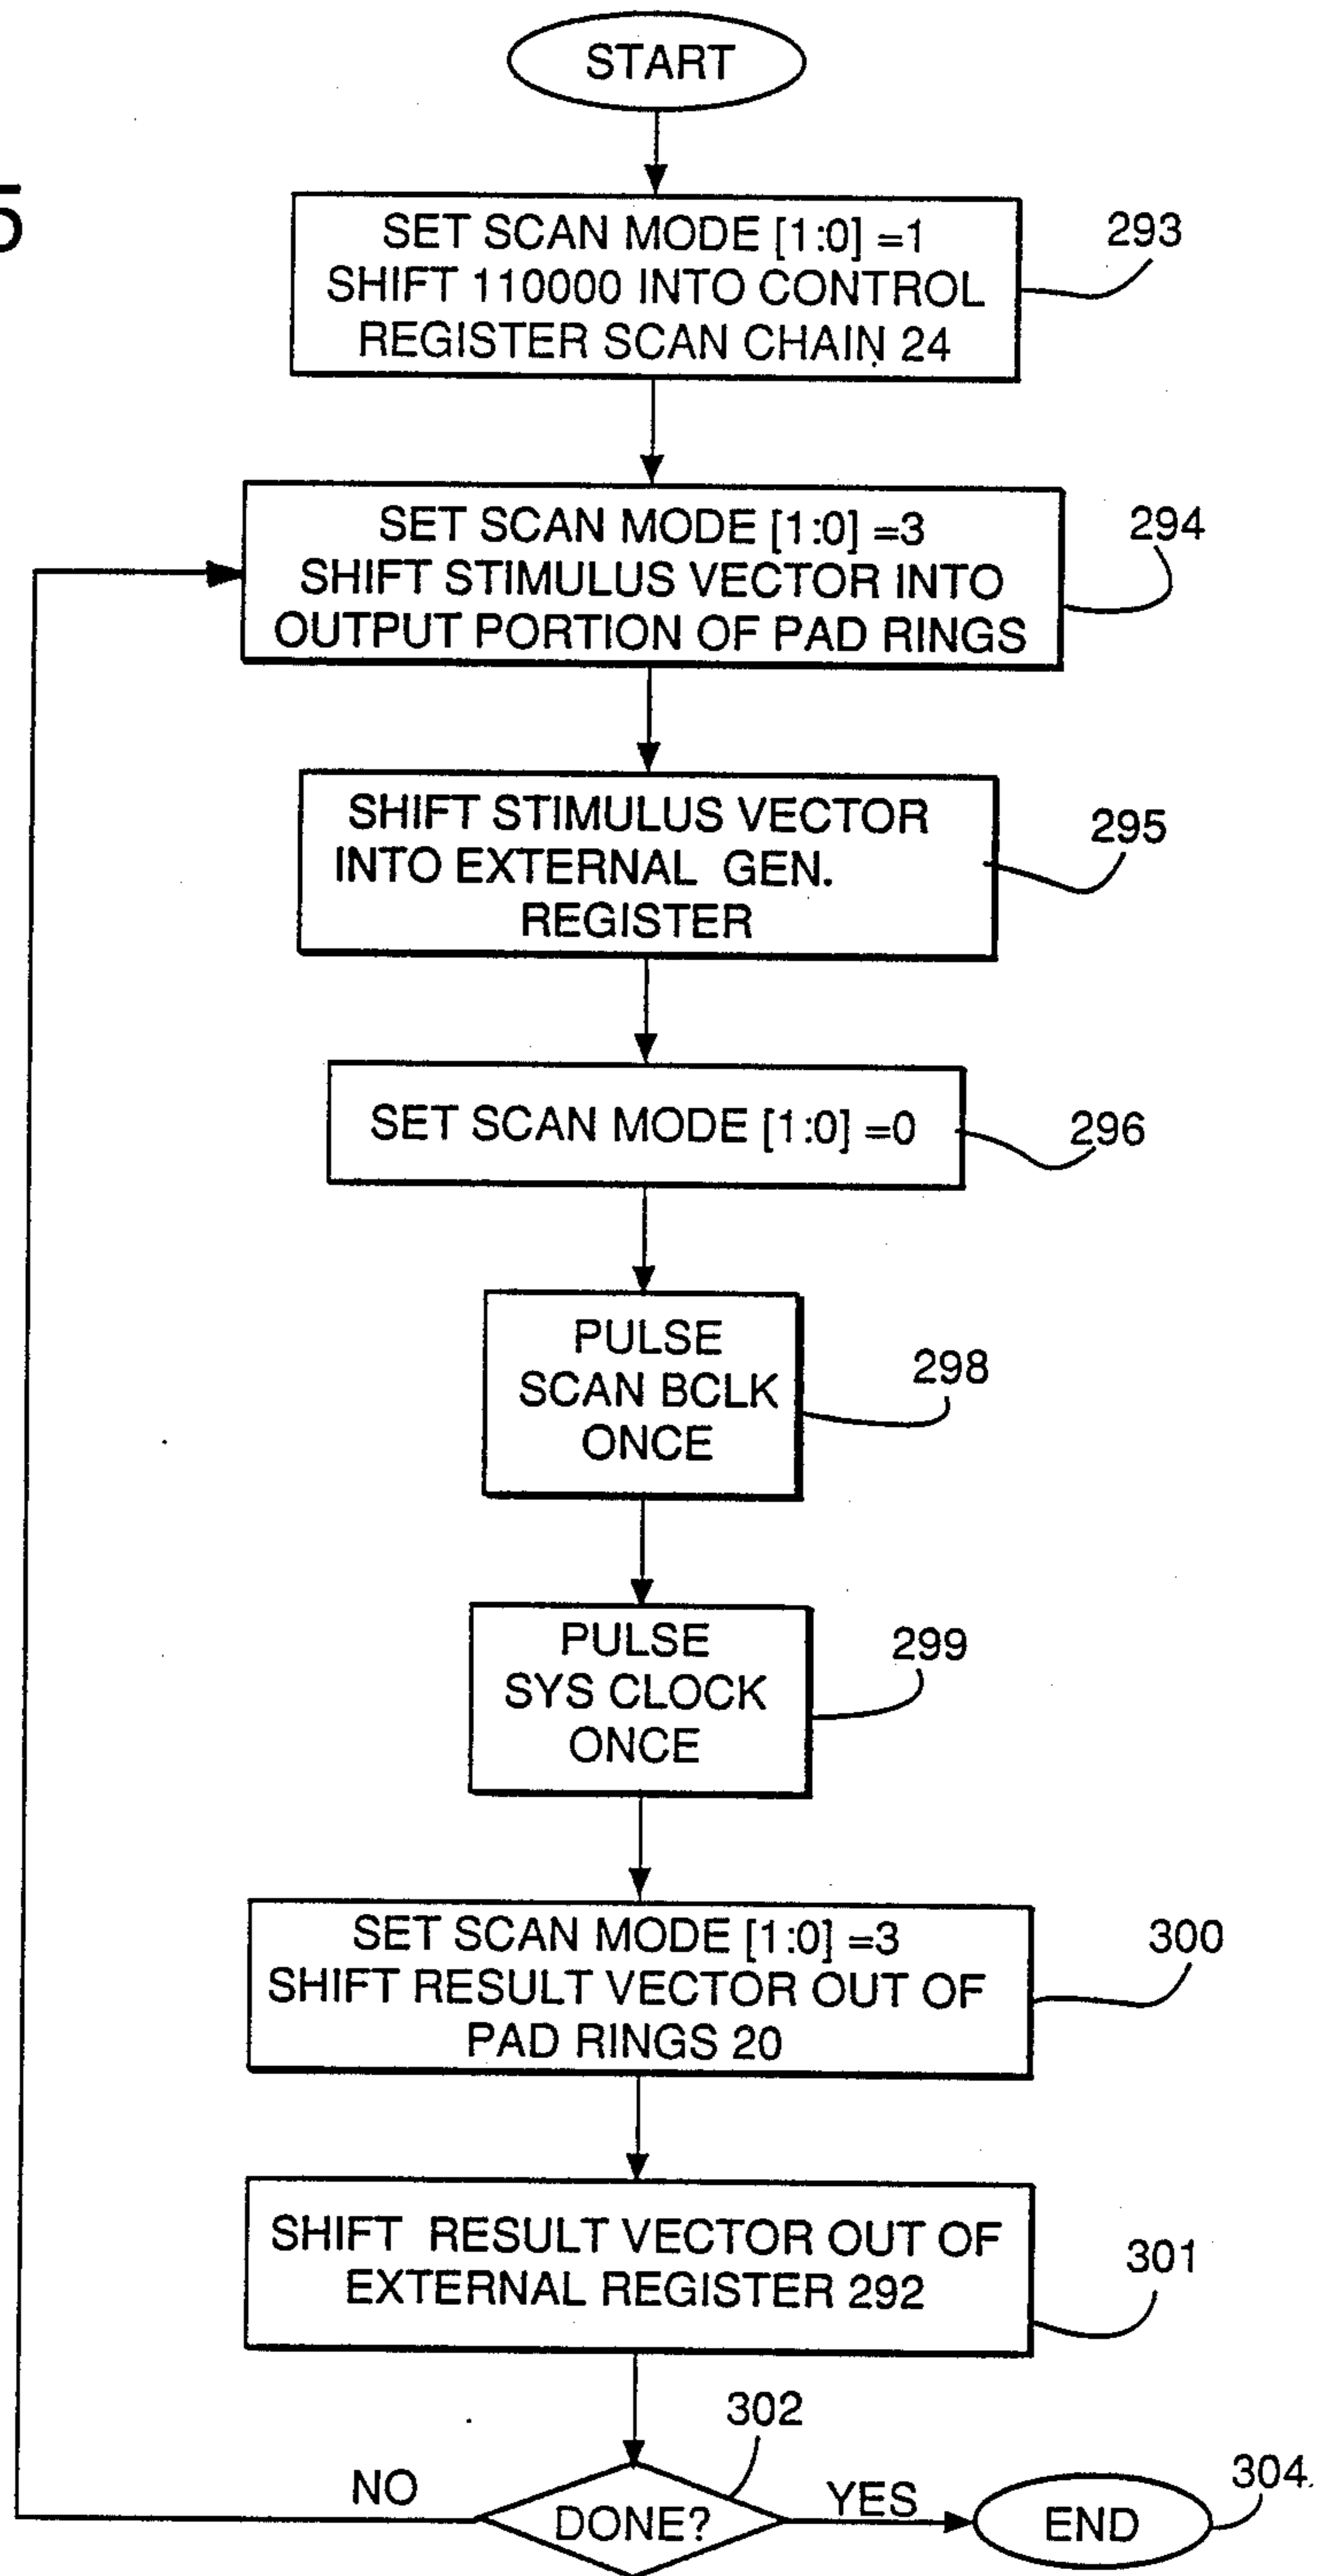 START
5
SET SCAN MODE [1:0] =1
SHIFT 110000 INTO CONTROL
REGISTER SCAN CHAIN 24
293
SET SCAN MODE [1:0] =3
SHIFT STIMULUS VECTOR INTO
OUTPUT PORTION OF PAD RINGS
294
SHIFT STIMULUS VECTOR
INTO EXTERNAL GEN.
REGISTER
295
SET SCAN MODE [1:0] =0
296
PULSE
SCAN BCLK
ONCE
298
PULSE
SYS CLOCK
ONCE
299
SET SCAN MODE [1:0] =3
SHIFT RESULT VECTOR OUT OF
PAD RINGS 20
300
SHIFT RESULT VECTOR OUT OF
EXTERNAL REGISTER 292
301
302
NO
DONE?
YES
END
304